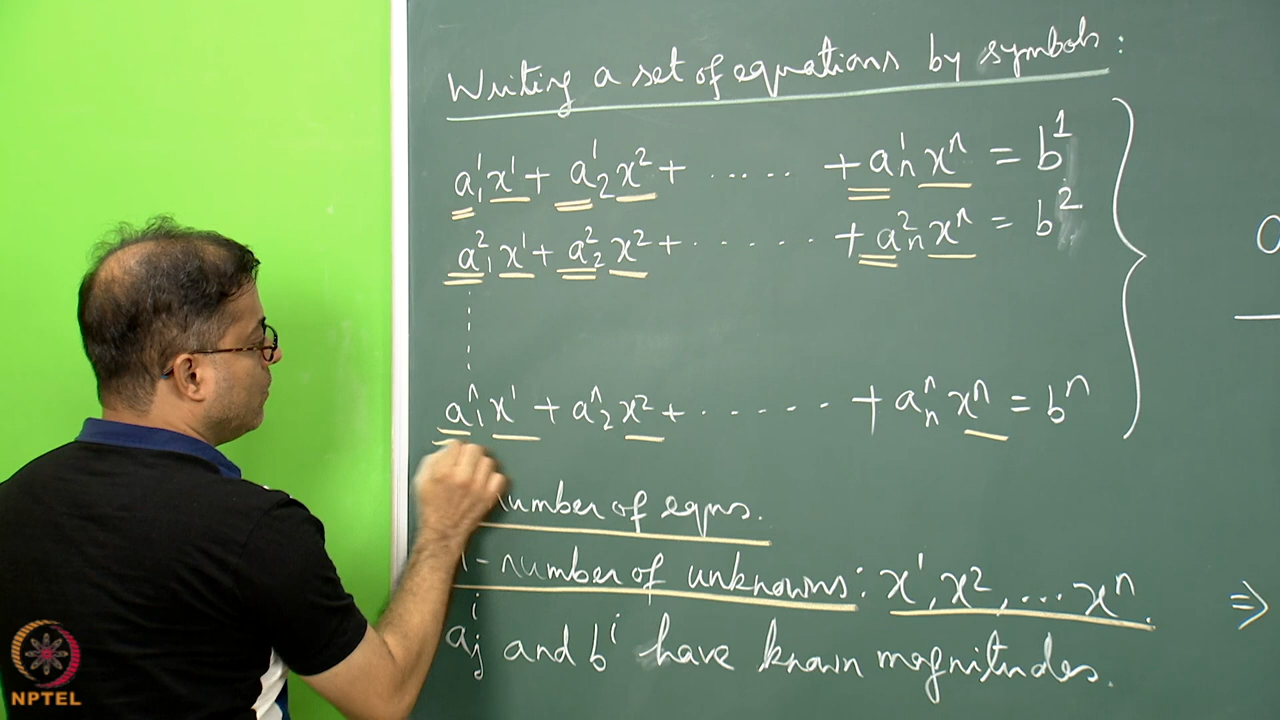 Writing a set of equations by symbols:
a¹₁x¹ + a¹₂x² + ...... + a¹ₙxⁿ = b¹
a²₁x¹ + a²₂x² + ...... + a²ₙxⁿ = b²
aⁿ₁x¹ + aⁿ₂x² + ...... + aⁿₙxⁿ = bⁿ
of eqns.
number of unknowns: x¹, x², ... xⁿ.
⇒
aⁱⱼ and bⁱ have known magnitudes.
NPTEL